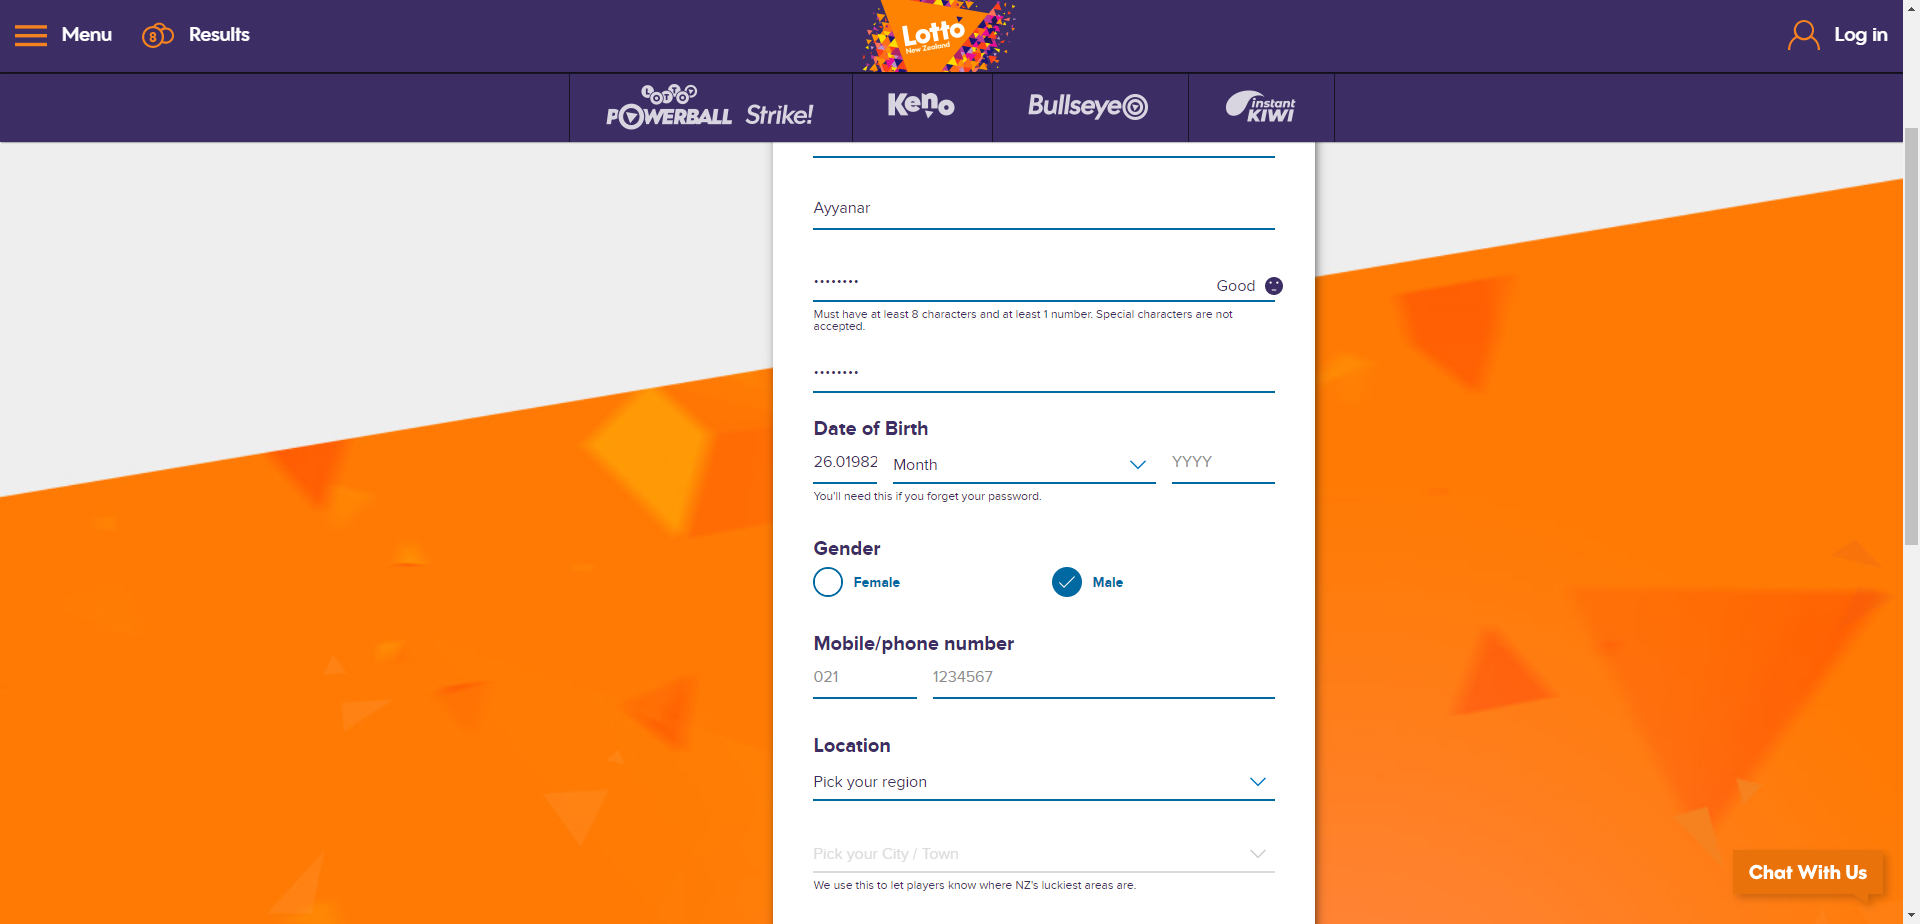 Menu
8
Results
Lotto
New Zealand
Log in
LOTTO
POWERBALL Strike!
Keno
Bullseye
instant
KIWI
Ayyanar
••••••••
Good
Must have at least 8 characters and at least 1 number. Special characters are not
accepted.
••••••••
Date of Birth
26.01982 Month YYYY
You'll need this if you forget your password.
Gender
Female Male
Mobile/phone number
021 1234567
Location
Pick your region
Pick your City / Town
We use this to let players know where NZ's luckiest areas are.
Chat With Us